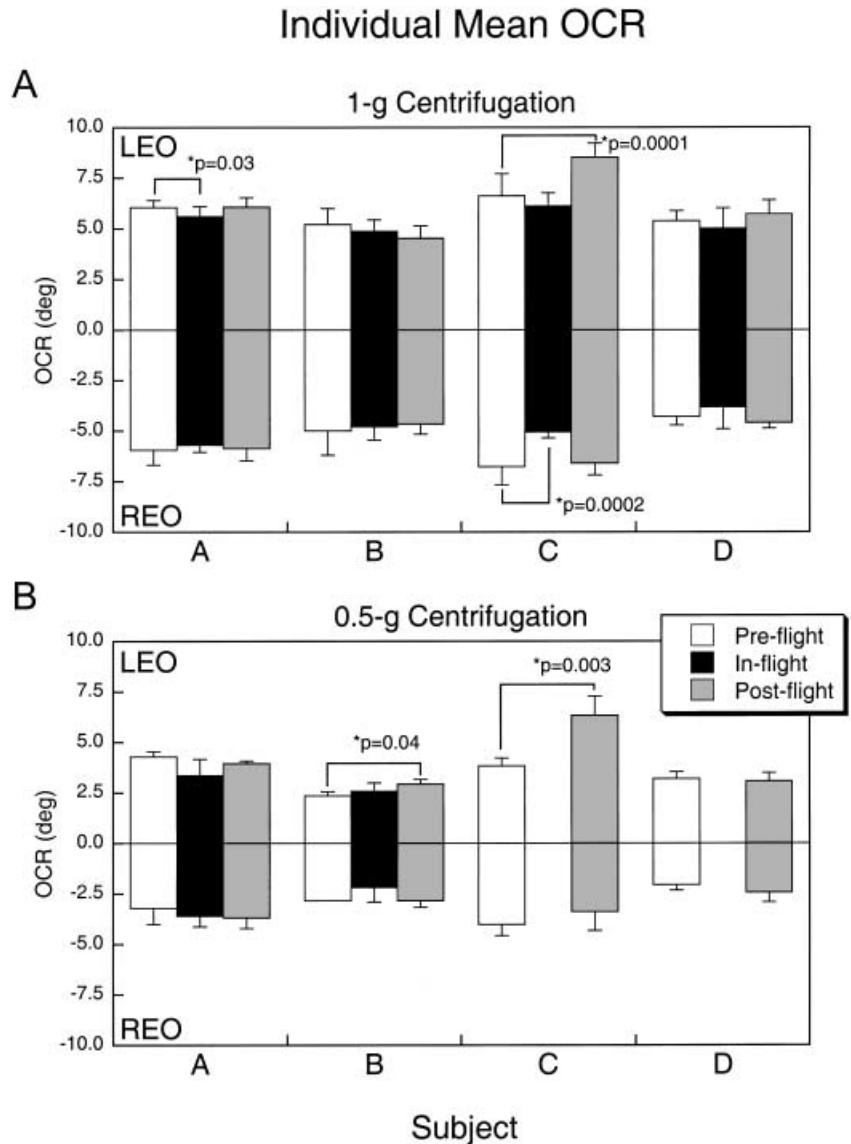 Individual Mean OCR
A
1-g Centrifugation
10.0
7.5
5.0
2.5
0.0
-2.5
-5.0
-7.5
-10.0
OCR (deg)
LEO
*p=0.03
*p=0.0001
*p=0.0002
REO
A B C D
B
0.5-g Centrifugation
10.0
7.5
5.0
2.5
0.0
-2.5
-5.0
-7.5
-10.0
OCR (deg)
LEO
*p=0.04
*p=0.003
Pre-flight
In-flight
Post-flight
REO
A B C D
Subject